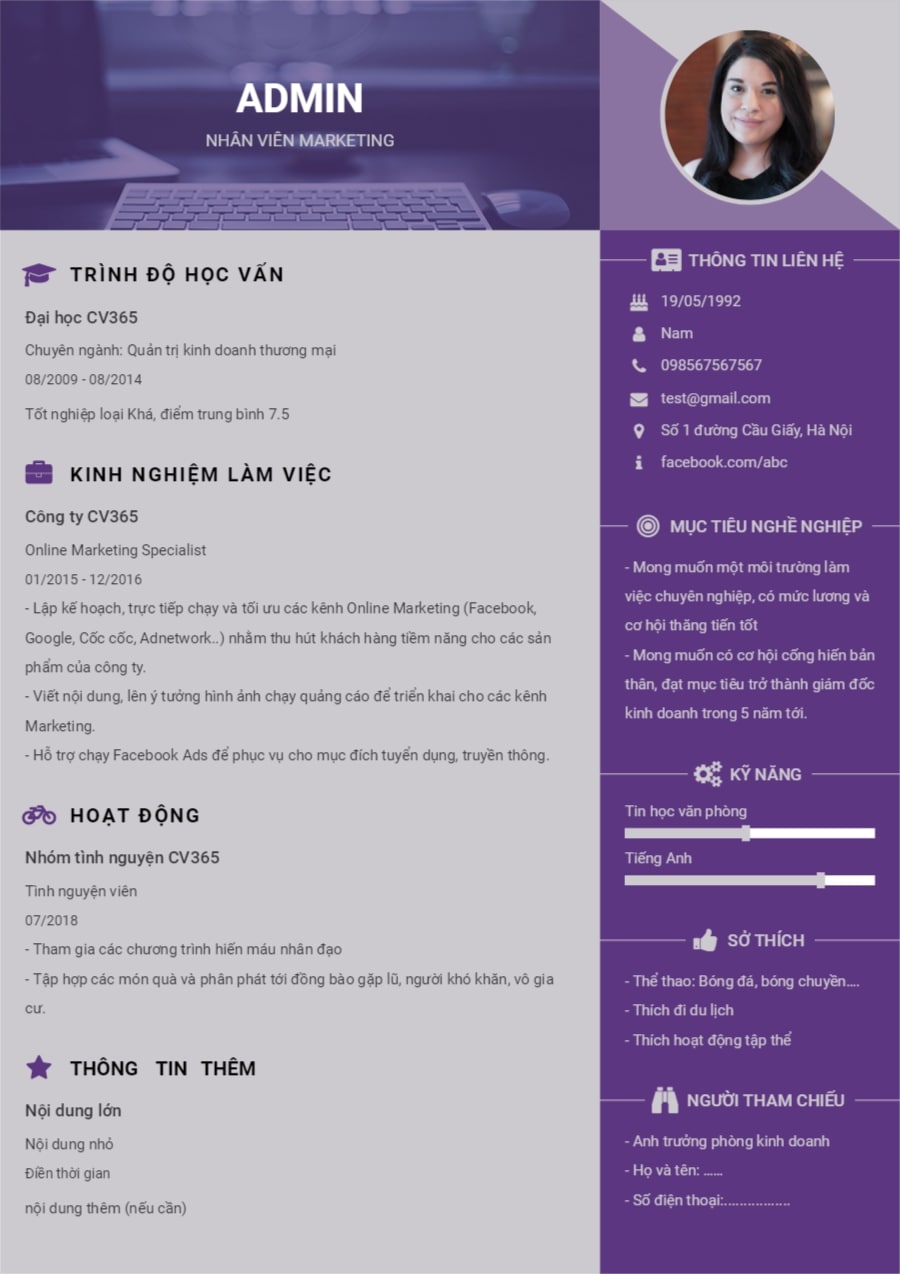 ADMIN
NHÂN VIÊN MARKETING
TRÌNH ĐỘ HỌC VẤN
Đại học CV365
Chuyên ngành: Quản trị kinh doanh thương mại
08/2009 - 08/2014
Tốt nghiệp loại Khá, điểm trung bình 7.5
KINH NGHIỆM LÀM VIỆC
Công ty CV365
Online Marketing Specialist
01/2015 - 12/2016
- Lập kế hoạch, trực tiếp chạy và tối ưu các kênh Online Marketing (Facebook,
Google, Cốc cốc, Adnetwork..) nhằm thu hút khách hàng tiềm năng cho các sản
phẩm của công ty.
- Viết nội dung, lên ý tưởng hình ảnh chạy quảng cáo để triển khai cho các kênh
Marketing.
- Hỗ trợ chạy Facebook Ads để phục vụ cho mục đích tuyển dụng, truyền thông.
HOẠT ĐỘNG
Nhóm tình nguyện CV365
Tình nguyện viên
07/2018
- Tham gia các chương trình hiến máu nhân đạo
- Tập hợp các món quà và phân phát tới đồng bào gặp lũ, người khó khăn, vô gia
cư.
THÔNG TIN THÊM
Nội dung lớn
Nội dung nhỏ
Điền thời gian
nội dung thêm (nếu cần)
THÔNG TIN LIÊN HỆ
19/05/1992
Nam
098567567567
test@gmail.com
Số 1 đường Cầu Giấy, Hà Nội
facebook.com/abc
MỤC TIÊU NGHỀ NGHIỆP
- Mong muốn một môi trường làm
việc chuyên nghiệp, có mức lương và
cơ hội thăng tiến tốt
- Mong muốn có cơ hội cống hiến bản
thân, đạt mục tiêu trở thành giám đốc
kinh doanh trong 5 năm tới.
KỸ NĂNG
Tin học văn phòng
Tiếng Anh
SỞ THÍCH
- Thể thao: Bóng đá, bóng chuyền....
- Thích đi du lịch
- Thích hoạt động tập thể
NGƯỜI THAM CHIẾU
- Anh trưởng phòng kinh doanh
- Họ và tên: ......
- Số điện thoại:.................